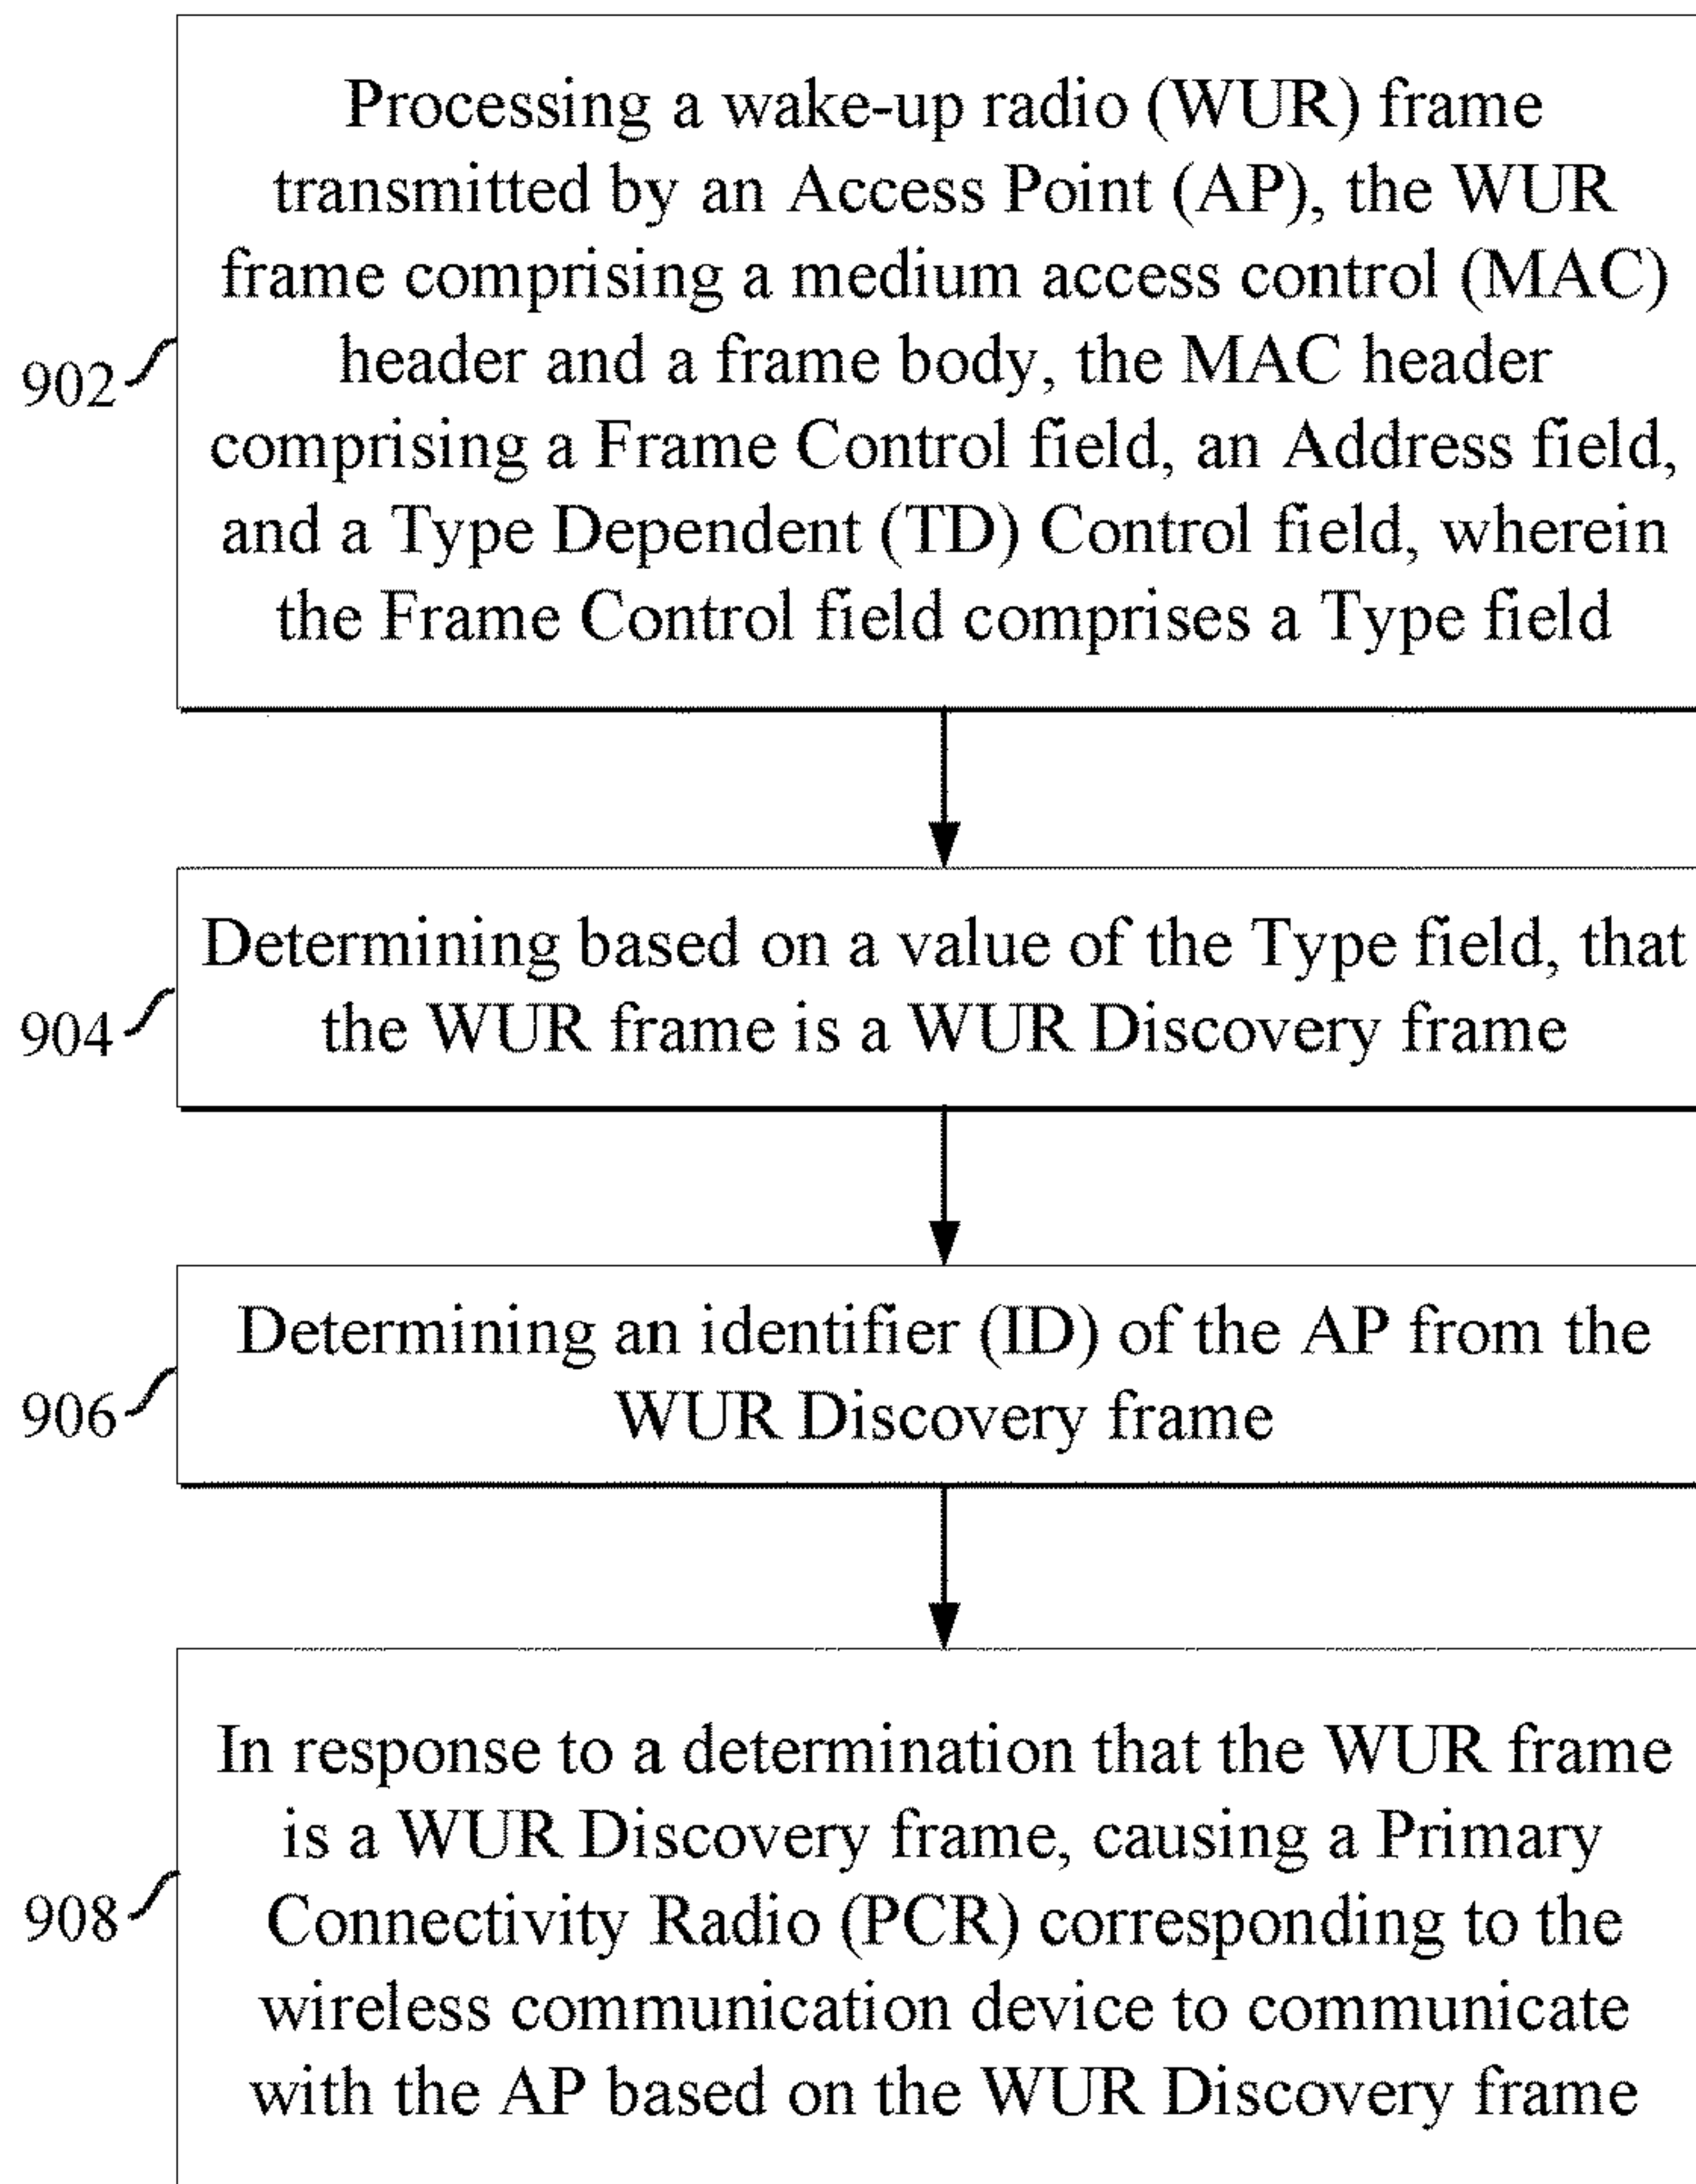 Processing a wake-up radio (WUR) frame
transmitted by an Access Point (AP), the WUR
frame comprising a medium access control (MAC)
header and a frame body, the MAC header
comprising a Frame Control field, an Address field,
and a Type Dependent (TD) Control field, wherein
the Frame Control field comprises a Type field
902
Determining based on a value of the Type field, that
the WUR frame is a WUR Discovery frame
904
Determining an identifier (ID) of the AP from the
WUR Discovery frame
906
In response to a determination that the WUR frame
is a WUR Discovery frame, causing a Primary
Connectivity Radio (PCR) corresponding to the
wireless communication device to communicate
with the AP based on the WUR Discovery frame
908